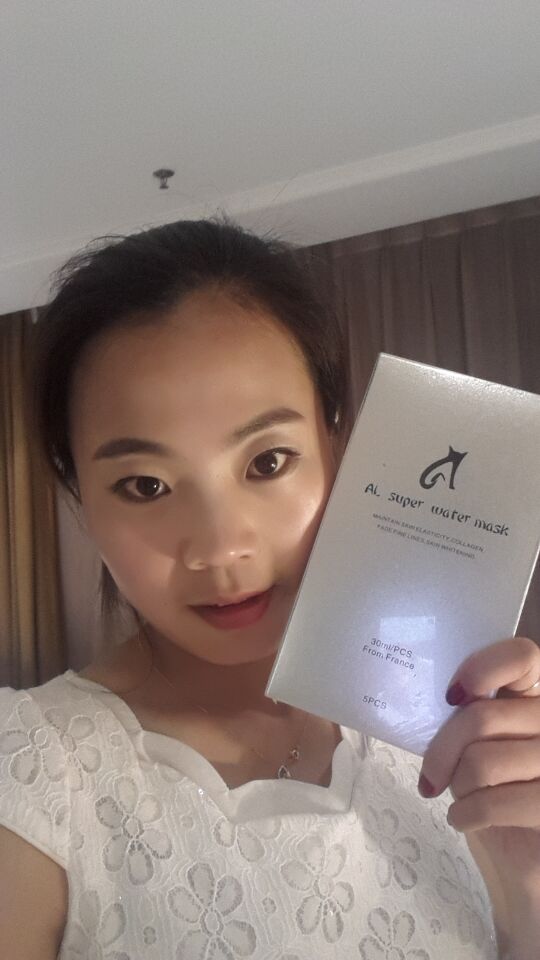 AL super water mask
MAINTAIN SKIN ELASTICITY, COLLAGEN
FADE FINE LINES, SKIN WHITENING
30ml/PCS
From France
5PCS